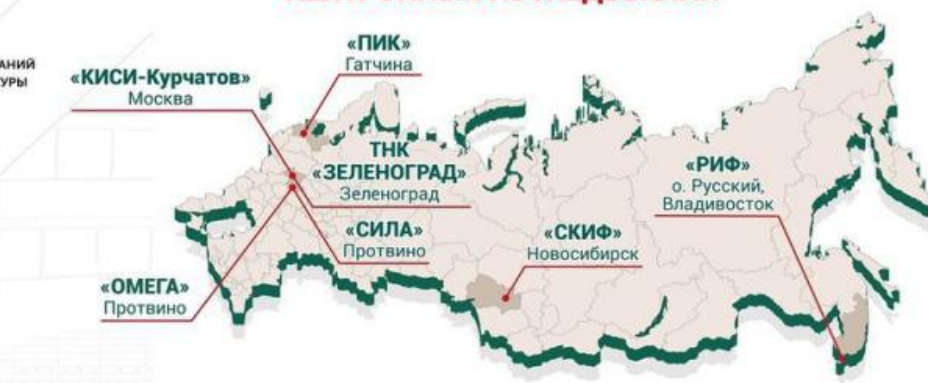 «ПИК»
Гатчина
«КИСИ-Курчатов»
Москва
ТНК
«ЗЕЛЕНОГРАД»
Зеленоград
«РИФ»
о. Русский,
Владивосток
«СИЛА»
Протвино
«СКИФ»
Новосибирск
«ОМЕГА»
Протвино